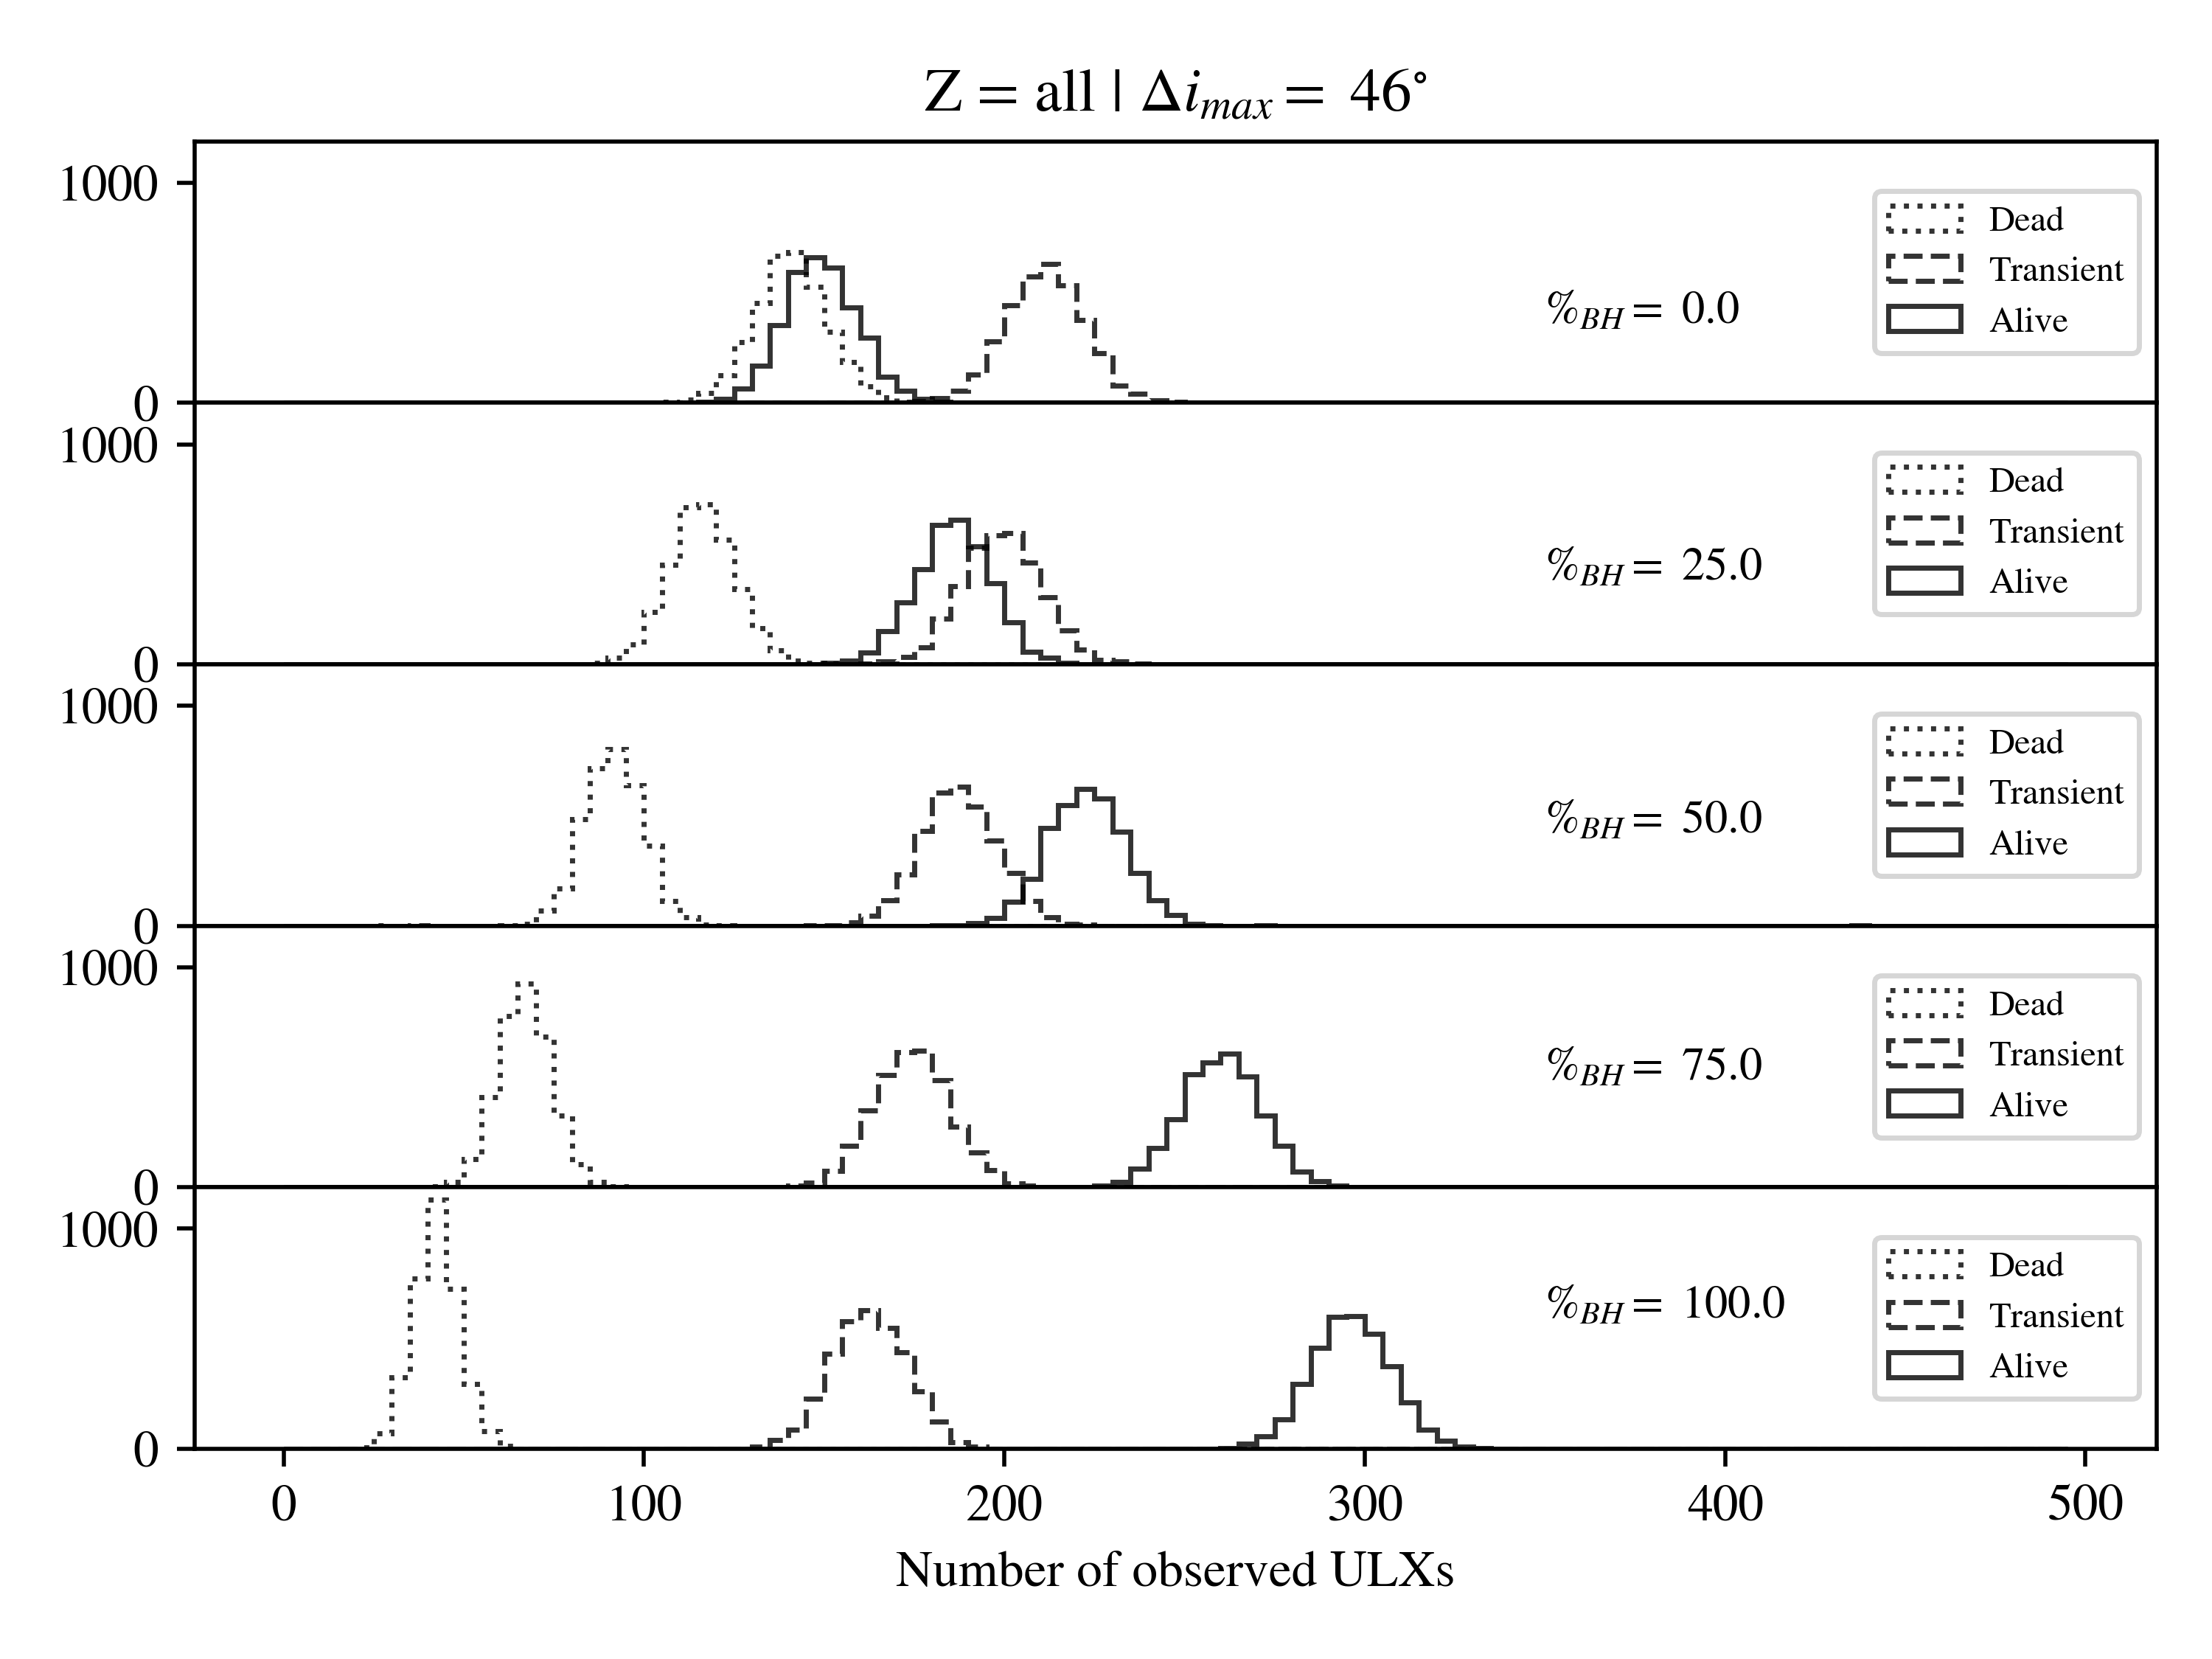 Z = all | Δi_max = 46°
1000
0
%_BH = 0.0
Dead
Transient
Alive
1000
0
%_BH = 25.0
Dead
Transient
Alive
1000
0
%_BH = 50.0
Dead
Transient
Alive
1000
0
%_BH = 75.0
Dead
Transient
Alive
1000
0
%_BH = 100.0
Dead
Transient
Alive
0 100 200 300 400 500
Number of observed ULXs